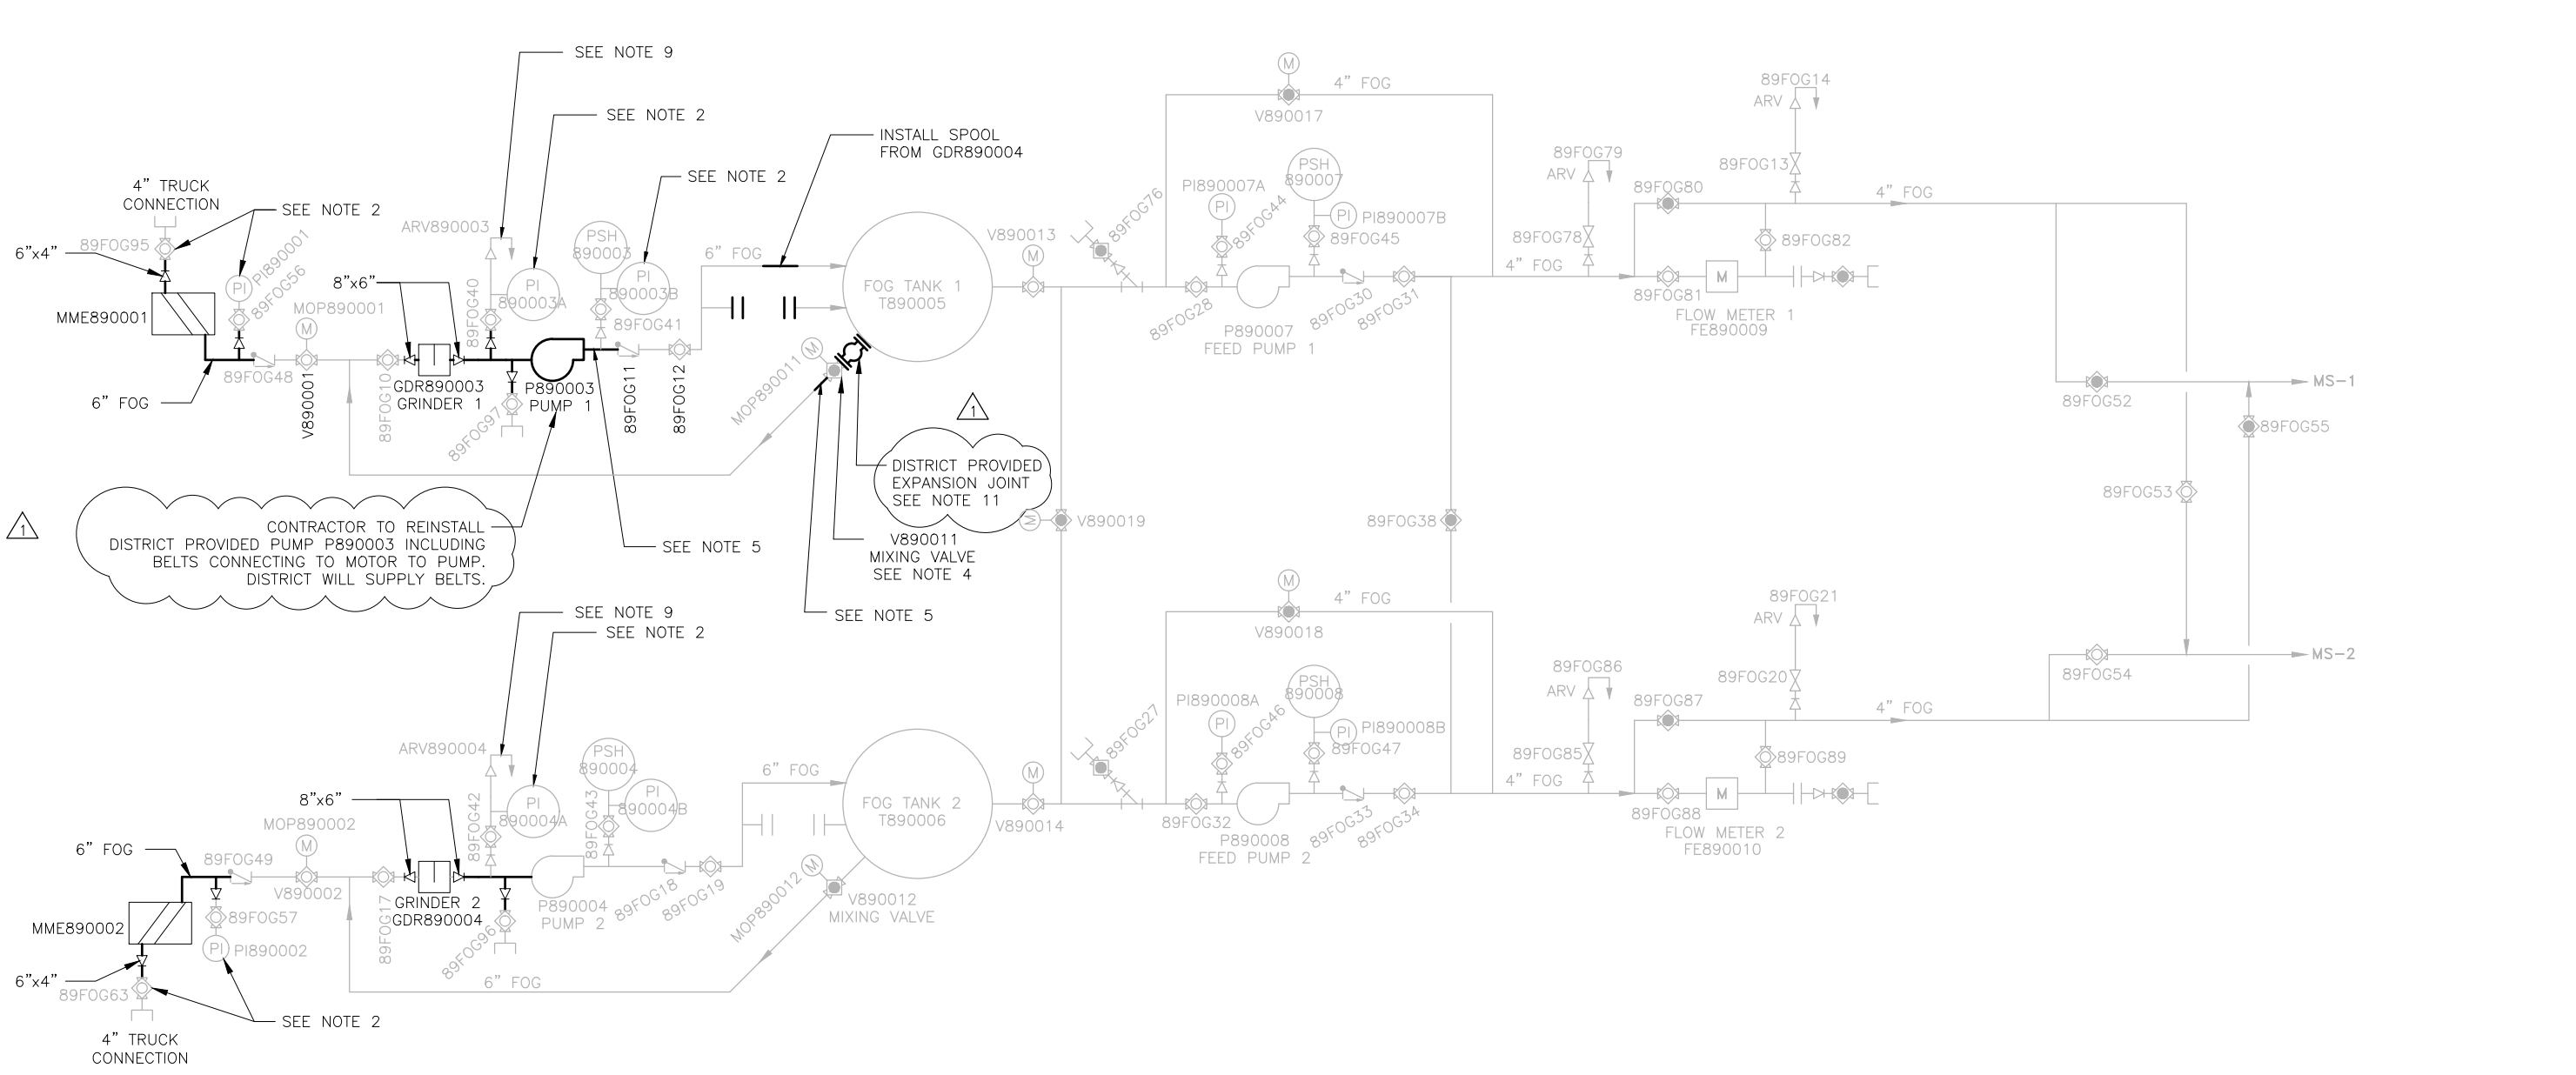 SEE NOTE 9
SEE NOTE 2
SEE NOTE 2
INSTALL SPOOL
FROM GDR890004
4" TRUCK
CONNECTION
SEE NOTE 2
89FOG95
6"x4"
MME890001
6" FOG
PI
PI890001
89FOG56
89FOG48
MOP890001
M
V890001
89FOG10
8"x6"
GDR890003
GRINDER 1
ARV890003
89FOG40
PI
890003A
PSH
890003
PI
890003B
89FOG41
P890003
PUMP 1
89FOG97
89FOG11
89FOG12
6" FOG
FOG TANK 1
T890005
M
MOP890011
1
DISTRICT PROVIDED
EXPANSION JOINT
SEE NOTE 11
V890011
MIXING VALVE
SEE NOTE 4
SEE NOTE 5
SEE NOTE 5
1
CONTRACTOR TO REINSTALL
DISTRICT PROVIDED PUMP P890003 INCLUDING
BELTS CONNECTING TO MOTOR TO PUMP.
DISTRICT WILL SUPPLY BELTS.
V890013
M
89FOG76
M
4" FOG
V890017
PI890007A
PI
89FOG44
PSH
890007
PI
PI890007B
89FOG45
89FOG28
P890007
FEED PUMP 1
89FOG30
89FOG31
4" FOG
89FOG79
ARV
89FOG78
89FOG14
ARV
89FOG13
89FOG80
4" FOG
89FOG82
89FOG81
M
FLOW METER 1
FE890009
MS-1
89FOG52
89FOG55
89FOG53
M
V890019
89FOG38
MS-2
89FOG54
SEE NOTE 9
SEE NOTE 2
ARV890004
89FOG42
PI
890004A
PSH
890004
PI
890004B
89FOG43
8"x6"
MOP890002
M
V890002
6" FOG
89FOG49
89FOG57
PI
PI890002
MME890002
6"x4"
89FOG63
SEE NOTE 2
4" TRUCK
CONNECTION
89FOG17
GRINDER 2
GDR890004
89FOG96
P890004
PUMP 2
89FOG18
89FOG19
6" FOG
6" FOG
FOG TANK 2
T890006
M
MOP890012
V890012
MIXING VALVE
M
V890014
89FOG27
M
4" FOG
V890018
PI890008A
PI
89FOG46
PSH
890008
PI
PI890008B
89FOG47
89FOG32
P890008
FEED PUMP 2
89FOG33
89FOG34
4" FOG
89FOG86
ARV
89FOG85
89FOG21
ARV
89FOG20
89FOG87
4" FOG
89FOG89
89FOG88
M
FLOW METER 2
FE890010